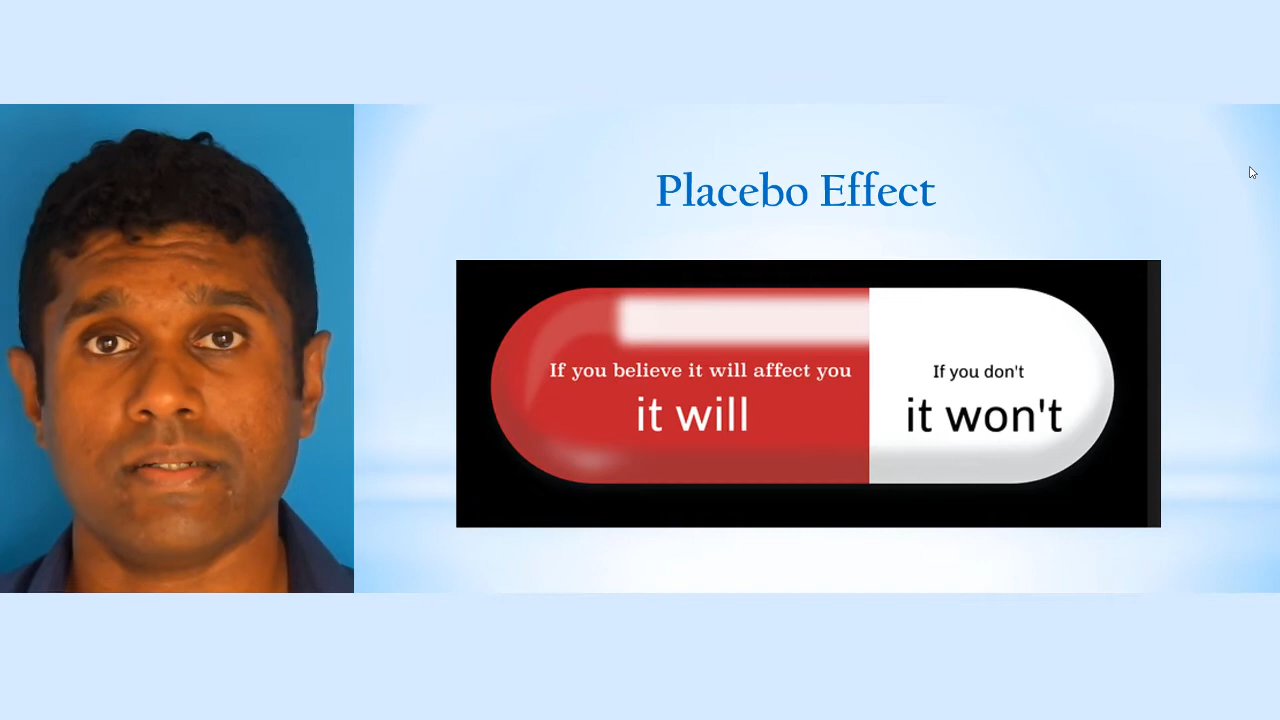 Placebo Effect
If you believe it will affect you
it will
If you don't
it won't